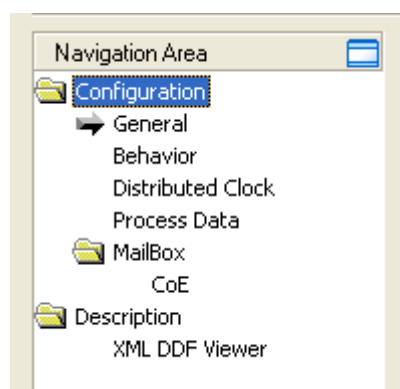 Navigation Area
Configuration
General
Behavior
Distributed Clock
Process Data
MailBox
CoE
Description
XML DDF Viewer